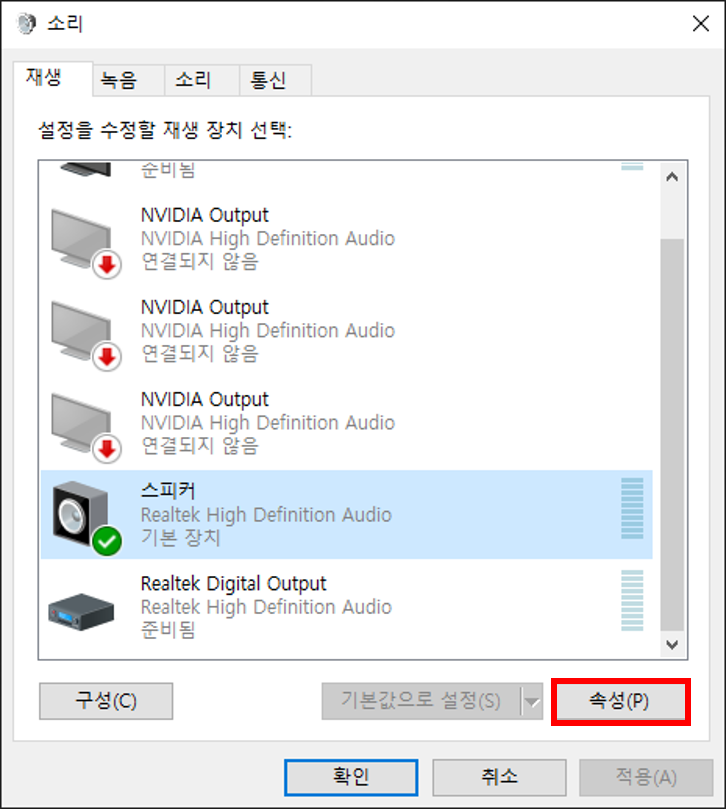 소리
재생
녹음
소리
통신
설정을 수정할 재생 장치 선택:
준비됨
NVIDIA Output
NVIDIA High Definition Audio
연결되지 않음
NVIDIA Output
NVIDIA High Definition Audio
연결되지 않음
NVIDIA Output
NVIDIA High Definition Audio
연결되지 않음
스피커
Realtek High Definition Audio
기본 장치
Realtek Digital Output
Realtek High Definition Audio
준비됨
구성(C)
기본값으로 설정(S)
속성(P)
확인
취소
적용(A)